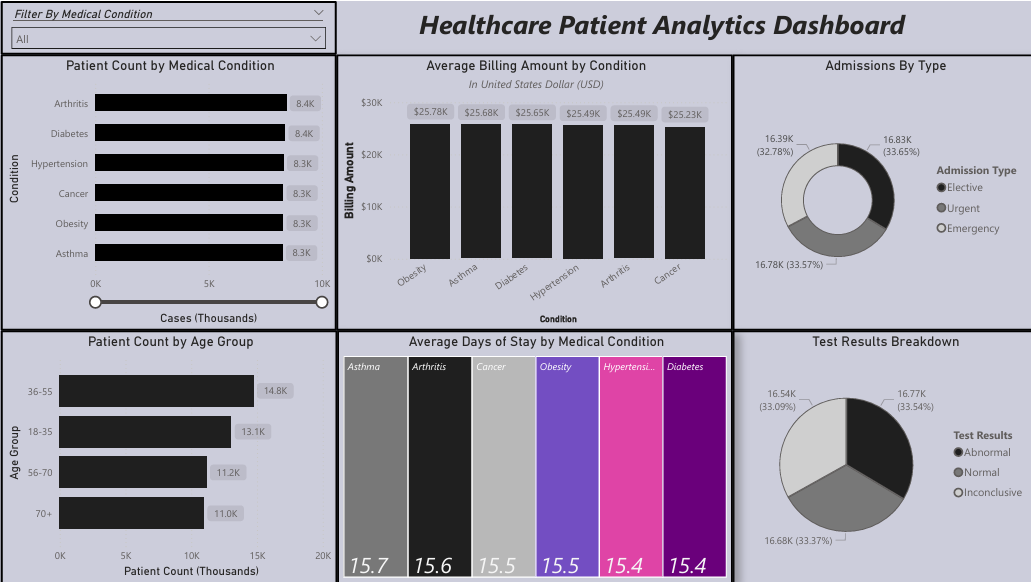 Filter By Medical Condition
All
Healthcare Patient Analytics Dashboard
Patient Count by Medical Condition
Condition
Arthritis 8.4K
Diabetes 8.4K
Hypertension 8.3K
Cancer 8.3K
Obesity 8.3K
Asthma 8.3K
0K 5K 10K
Cases (Thousands)
Average Billing Amount by Condition
In United States Dollar (USD)
Billing Amount
$30K
$20K
$10K
$0K
$25.78K $25.68K $25.65K $25.49K $25.49K $25.23K
Obesity Asthma Diabetes Hypertension Arthritis Cancer
Condition
Admissions By Type
16.39K
(32.78%)
16.83K
(33.65%)
16.78K (33.57%)
Admission Type
Elective
Urgent
Emergency
Patient Count by Age Group
Age Group
36-55 14.8K
18-35 13.1K
56-70 11.2K
70+ 11.0K
0K 5K 10K 15K 20K
Patient Count (Thousands)
Average Days of Stay by Medical Condition
Asthma Arthritis Cancer Obesity Hypertensi... Diabetes
15.7 15.6 15.5 15.5 15.4 15.4
Test Results Breakdown
16.54K
(33.09%)
16.77K
(33.54%)
16.68K (33.37%)
Test Results
Abnormal
Normal
Inconclusive